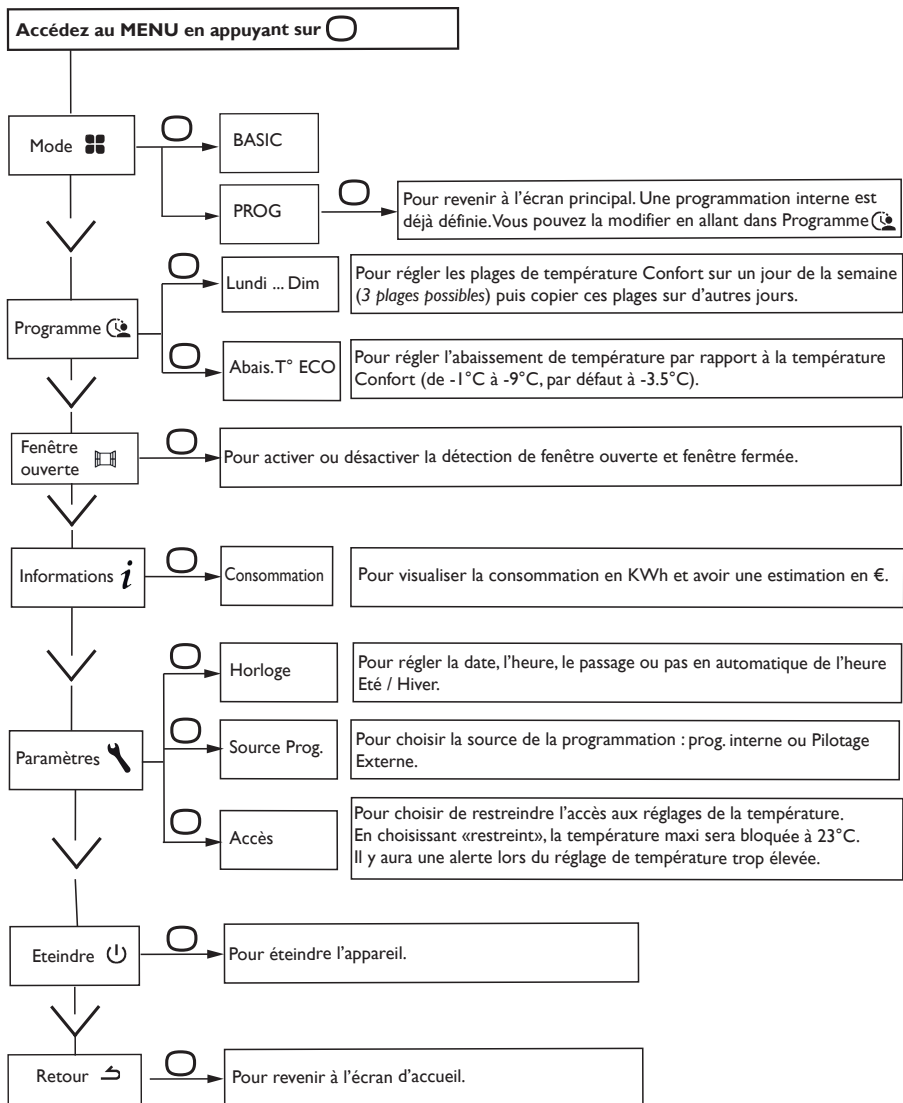 Accédez au MENU en appuyant sur
Mode
BASIC
PROG
Pour revenir à l'écran principal. Une programmation interne est
déjà définie. Vous pouvez la modifier en allant dans Programme
Programme
Lundi ... Dim
Pour régler les plages de température Confort sur un jour de la semaine
(3 plages possibles) puis copier ces plages sur d'autres jours.
Abais. T° ECO
Pour régler l'abaissement de température par rapport à la température
Confort (de -1°C à -9°C, par défaut à -3.5°C).
Fenêtre
ouverte
Pour activer ou désactiver la détection de fenêtre ouverte et fenêtre fermée.
Informations i
Consommation
Pour visualiser la consommation en KWh et avoir une estimation en €.
Paramètres
Horloge
Pour régler la date, l'heure, le passage ou pas en automatique de l'heure
Eté / Hiver.
Source Prog.
Pour choisir la source de la programmation : prog. interne ou Pilotage
Externe.
Accès
Pour choisir de restreindre l'accès aux réglages de la température.
En choisissant «restreint», la température maxi sera bloquée à 23°C.
Il y aura une alerte lors du réglage de température trop élevée.
Eteindre
Pour éteindre l'appareil.
Retour
Pour revenir à l'écran d'accueil.